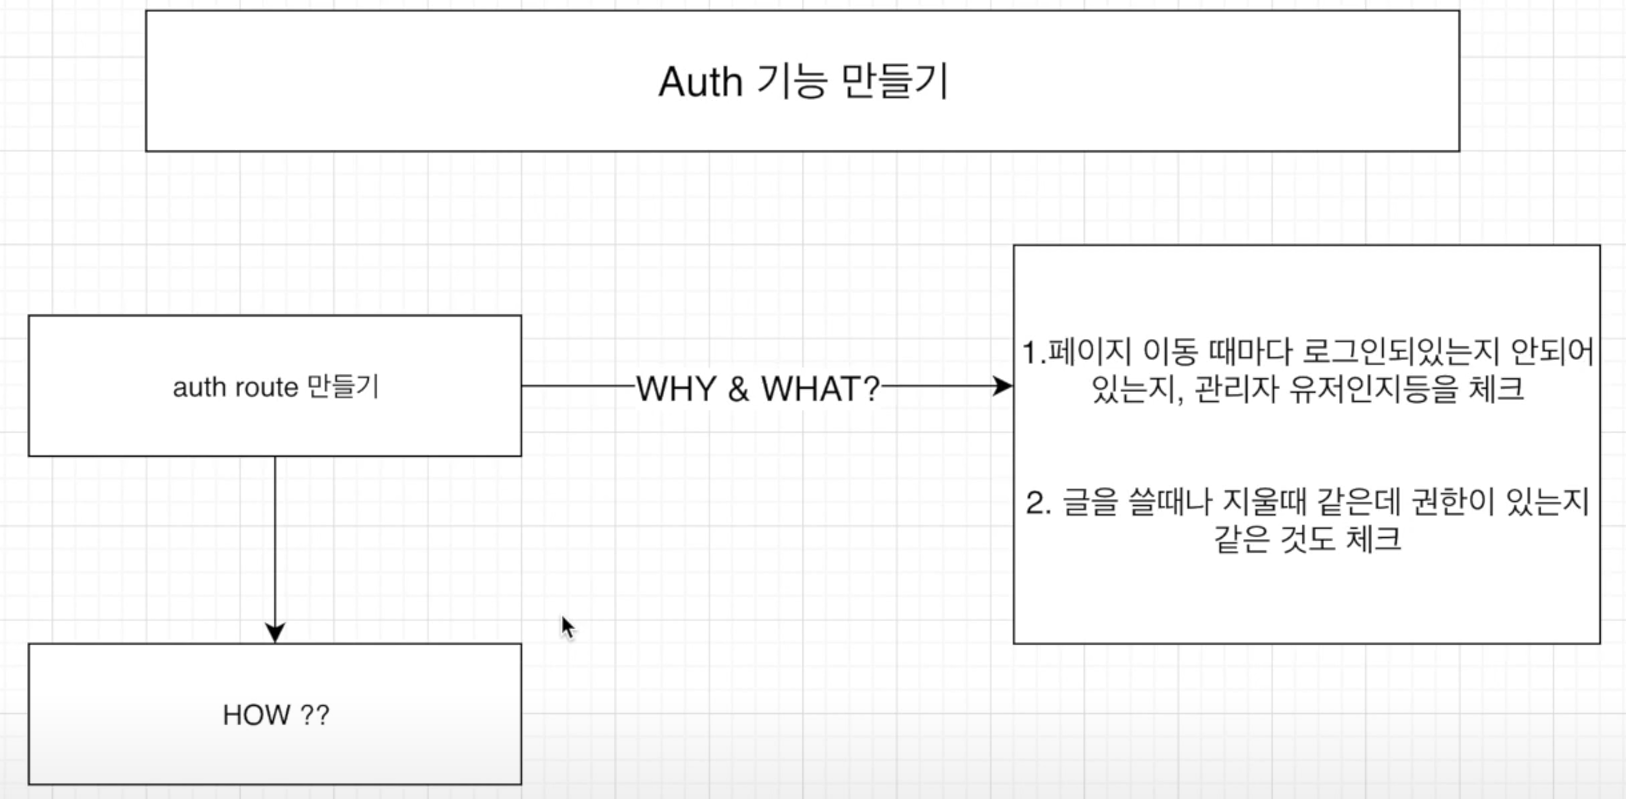 Auth 기능 만들기
auth route 만들기
WHY & WHAT?
1.페이지 이동 때마다 로그인되있는지 안되어
있는지, 관리자 유저인지등을 체크
2. 글을 쓸때나 지울때 같은데 권한이 있는지
같은 것도 체크
HOW ??